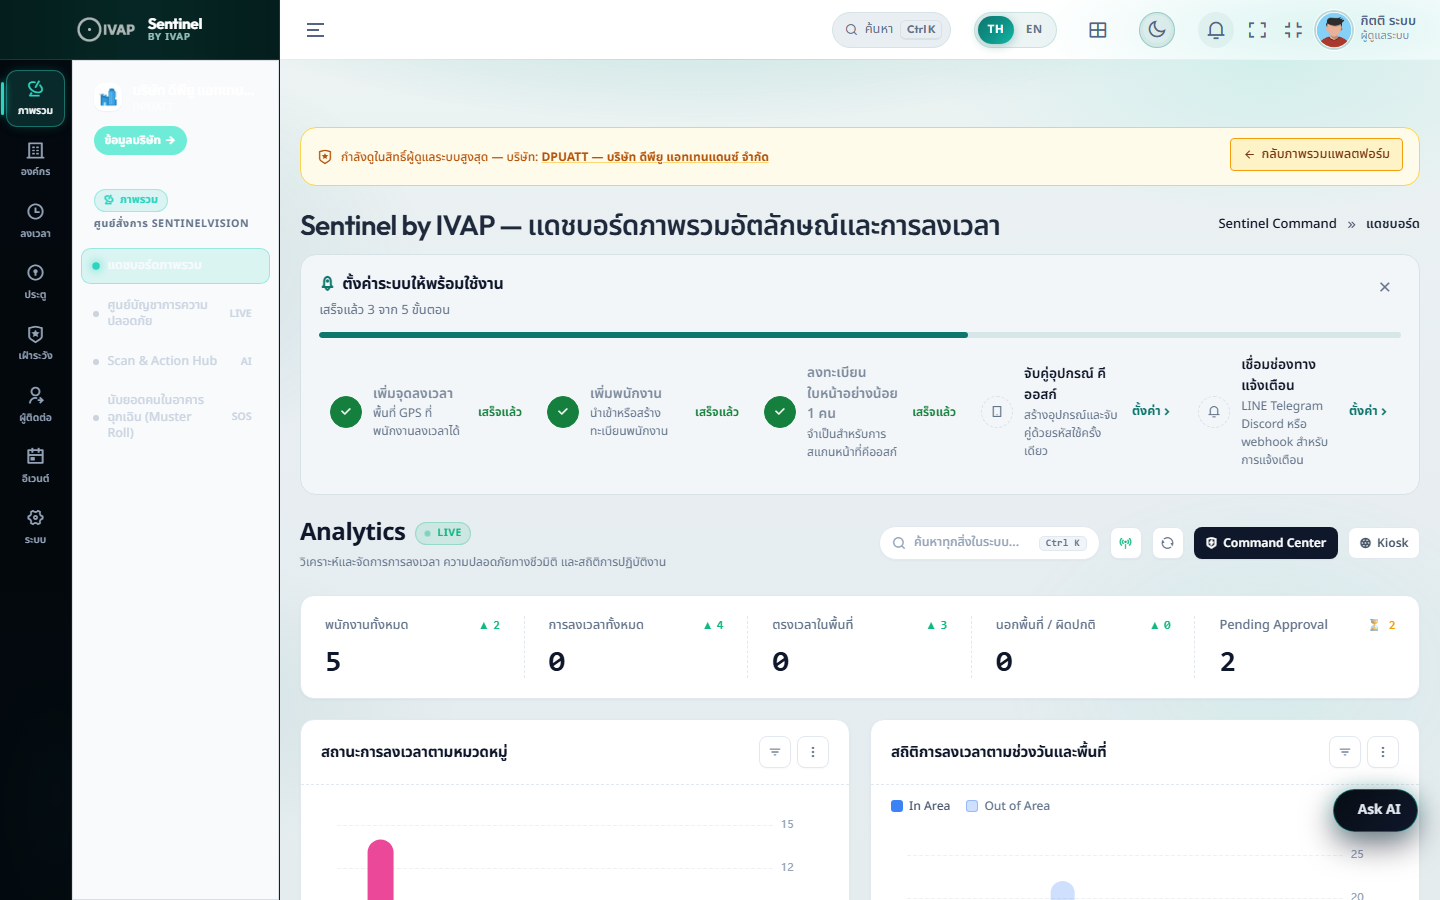 IVAP
Sentinel
BY IVAP
ค้นหา
Ctrl K
TH
EN
กิตติ ระบบ
ผู้ดูแลระบบ
ภาพรวม
องค์กร
ลงเวลา
ประตู
เฝ้าระวัง
ผู้ติดต่อ
อีเวนต์
ระบบ
ข้อมูลบริษัท →
ภาพรวม
ศูนย์สั่งการ SENTINELVISION
แดชบอร์ดภาพรวม
ศูนย์บัญชาการความ
ปลอดภัย
LIVE
Scan & Action Hub
AI
นับยอดคนในอาคาร
ฉุกเฉิน (Muster
Roll)
SOS
กำลังดูในสิทธิ์ผู้ดูแลระบบสูงสุด — บริษัท: DPUATT — บริษัท ดีพียู แอทเทนแดนซ์ จำกัด
← กลับภาพรวมแพลตฟอร์ม
Sentinel by IVAP — แดชบอร์ดภาพรวมอัตลักษณ์และการลงเวลา
Sentinel Command » แดชบอร์ด
ตั้งค่าระบบให้พร้อมใช้งาน
เสร็จแล้ว 3 จาก 5 ขั้นตอน
เพิ่มจุดลงเวลา
พื้นที่ GPS ที่
พนักงานลงเวลาได้
เสร็จแล้ว
เพิ่มพนักงาน
นำเข้าหรือสร้าง
ทะเบียนพนักงาน
เสร็จแล้ว
ลงทะเบียน
ใบหน้าอย่างน้อย
1 คน
จำเป็นสำหรับการ
สแกนหน้าที่คีออสก์
เสร็จแล้ว
จับคู่อุปกรณ์ คี
ออสก์
สร้างอุปกรณ์และจับ
คู่ด้วยรหัสใช้ครั้ง
เดียว
ตั้งค่า ›
เชื่อมช่องทาง
แจ้งเตือน
LINE Telegram
Discord หรือ
webhook สำหรับ
การแจ้งเตือน
ตั้งค่า ›
Analytics
LIVE
วิเคราะห์และจัดการการลงเวลา ความปลอดภัยทางชีวมิติ และสถิติการปฏิบัติงาน
ค้นหาทุกสิ่งในระบบ...
Ctrl K
Command Center
Kiosk
พนักงานทั้งหมด
▲ 2
5
การลงเวลาทั้งหมด
▲ 4
0
ตรงเวลาในพื้นที่
▲ 3
0
นอกพื้นที่ / ผิดปกติ
▲ 0
0
Pending Approval
⏳ 2
2
สถานะการลงเวลาตามหมวดหมู่
15
12
สถิติการลงเวลาตามช่วงวันและพื้นที่
In Area
Out of Area
25
20
Ask AI